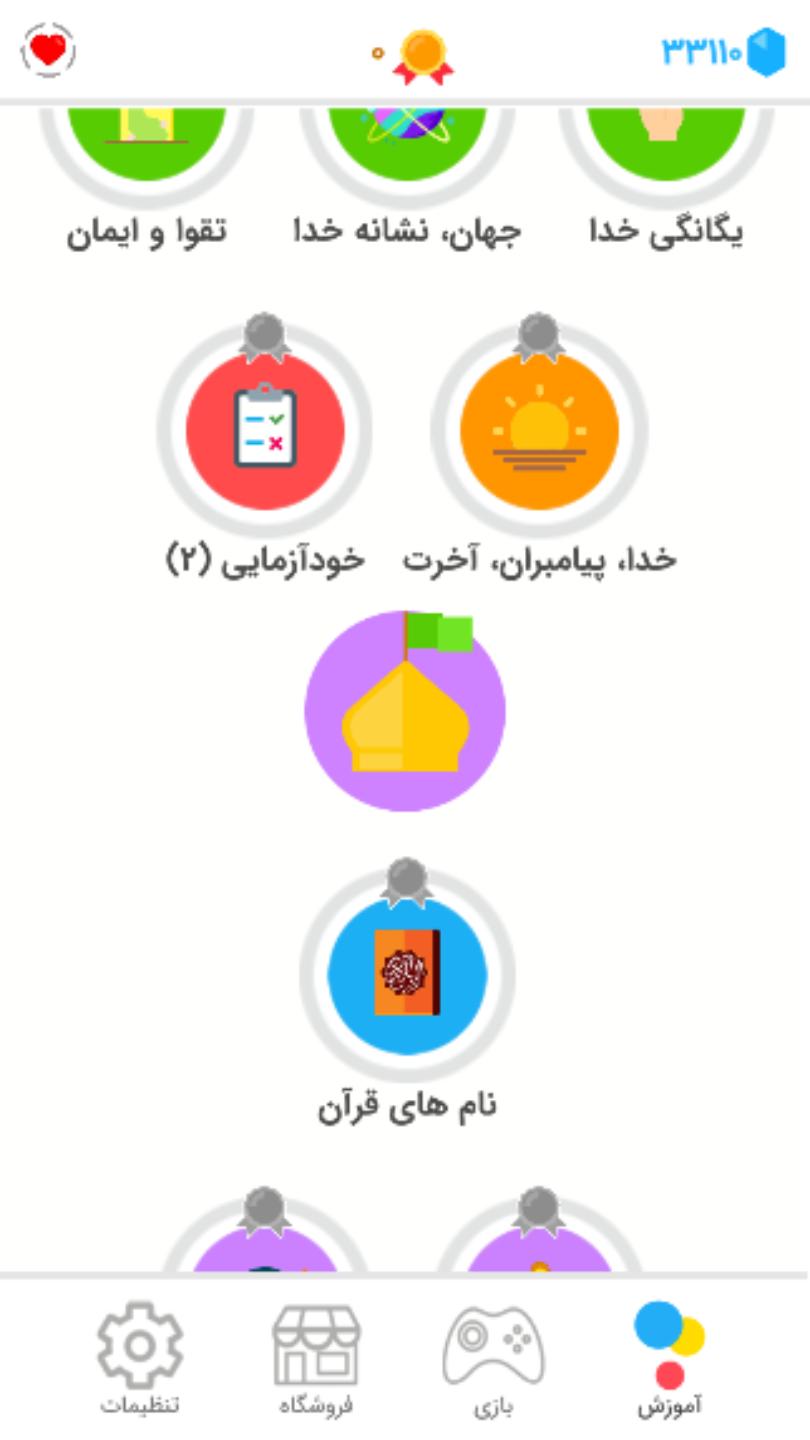 ۳۳۱۱۰
۰
یگانگی خدا
جهان، نشانه خدا
تقوا و ایمان
خدا، پیامبران، آخرت
خودآزمایی (۲)
نام های قرآن
آموزش
بازی
فروشگاه
تنظیمات